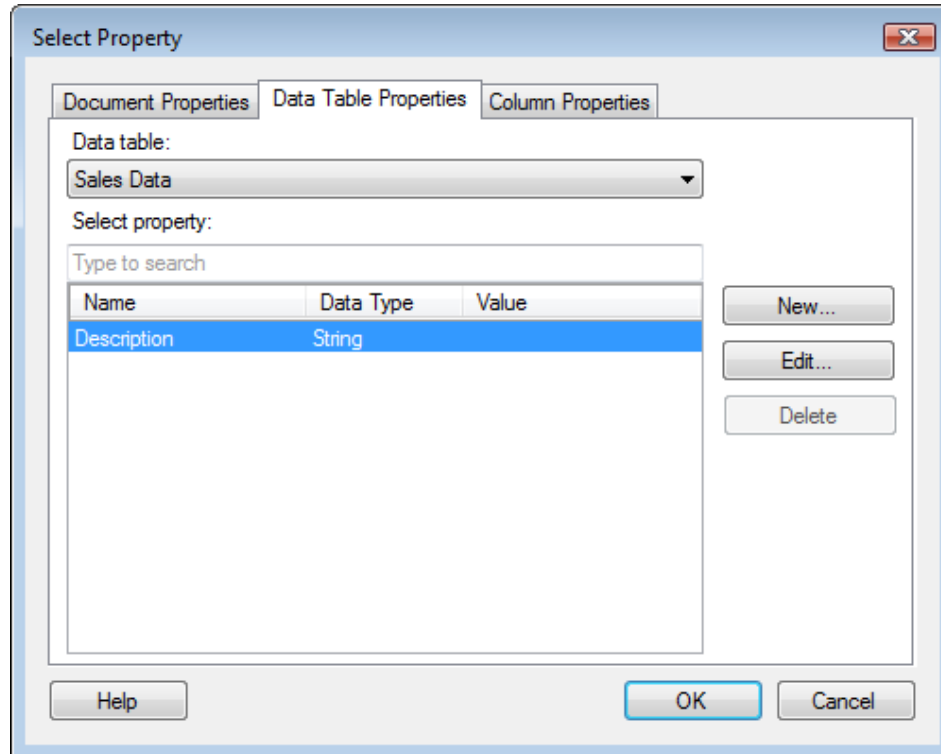 Select Property
Document Properties Data Table Properties Column Properties
Data table:
Sales Data
Select property:
Type to search
Name Data Type Value
New...
Description String
Edit...
Delete
Help OK Cancel